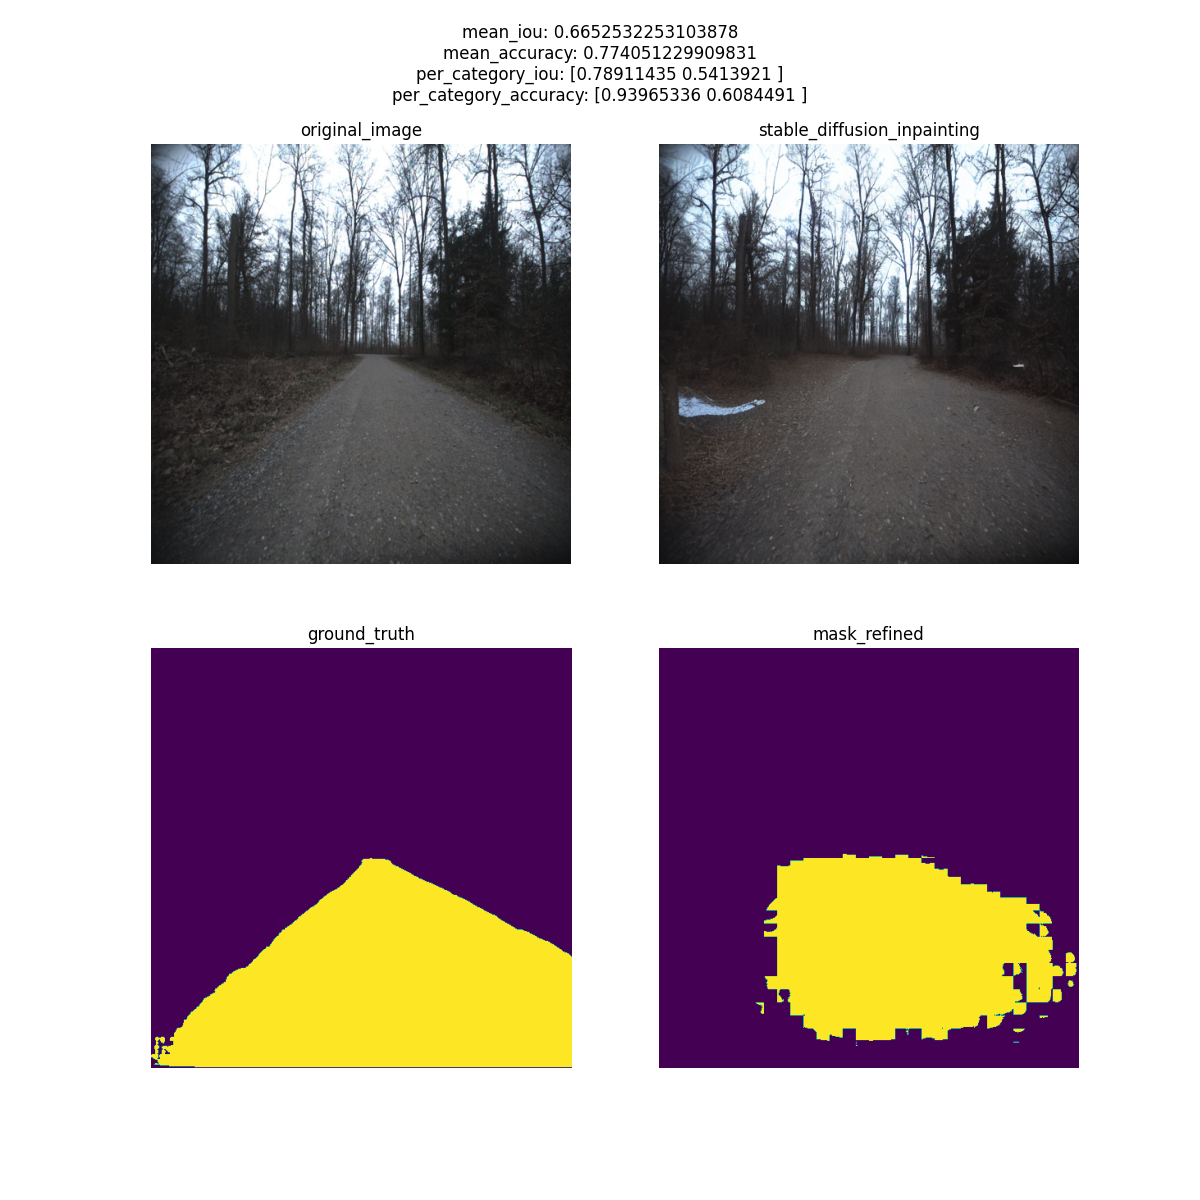 mean_iou: 0.6652532253103878
mean_accuracy: 0.774051229909831
per_category_iou: [0.78911435 0.5413921 ]
per_category_accuracy: [0.93965336 0.6084491 ]
original_image
stable_diffusion_inpainting
ground_truth
mask_refined